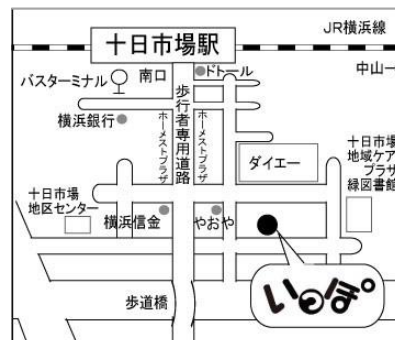 JR横浜線
十日市場駅
中山→
バスターミナル
南口
ドトール
横浜銀行
歩行者専用道路
ホーメストプラザ
ホーメストプラザ
ダイエー
十日市場
地域ケア
プラザ
緑図書館
十日市場
地区センター
横浜信金
やおや
歩道橋
いっぽ。